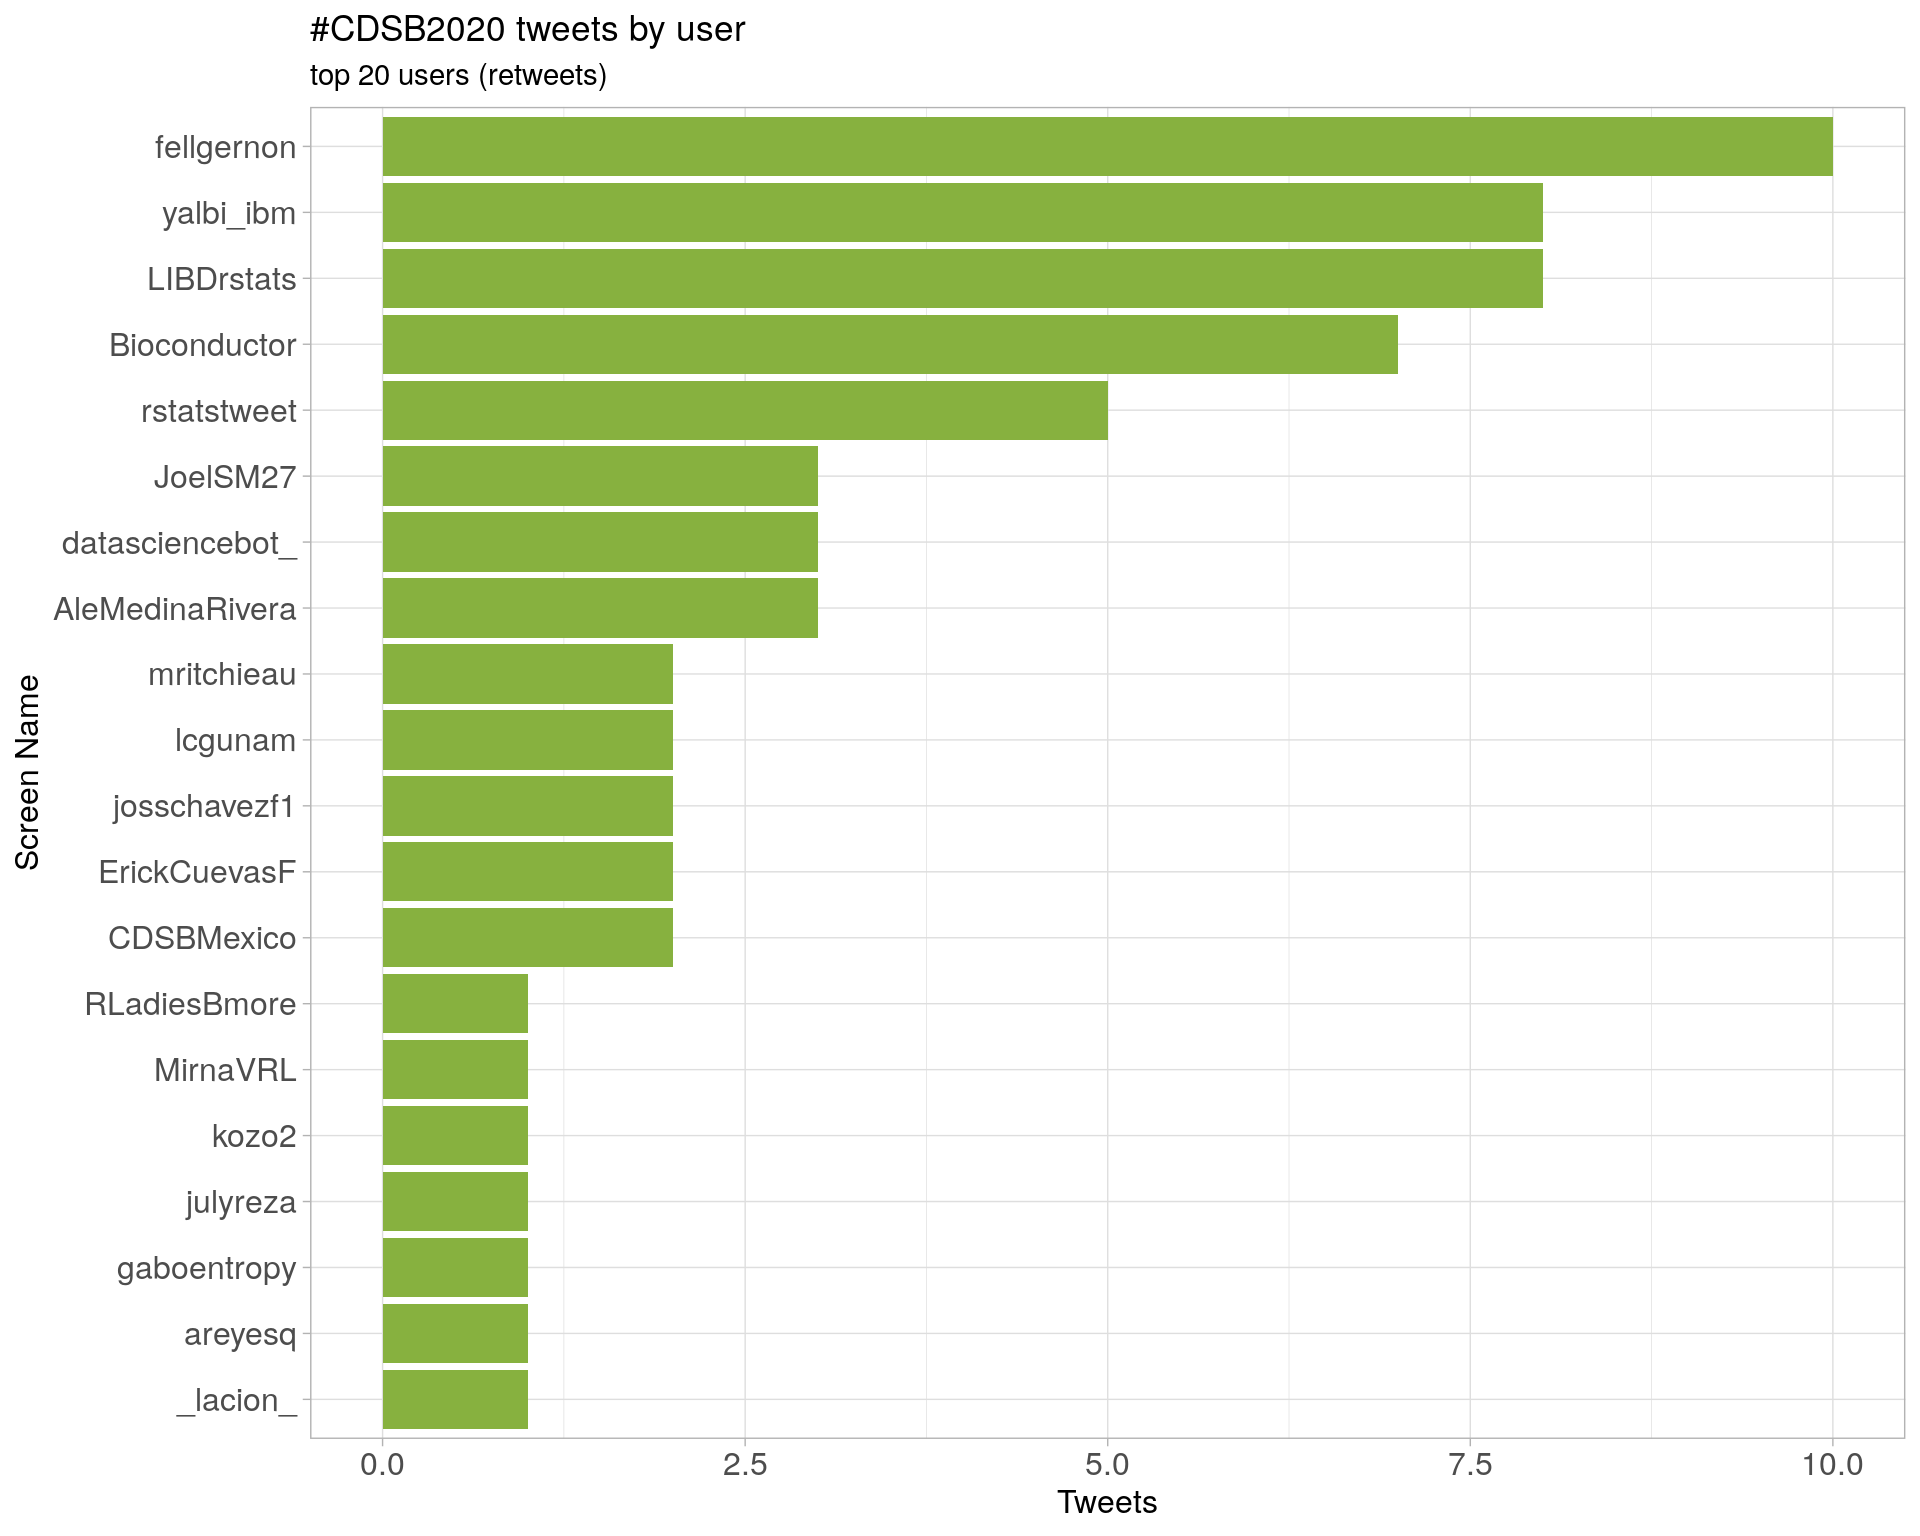 #CDSB2020 tweets by user
top 20 users (retweets)
fellgernon
yalbi_ibm
LIBDrstats
Bioconductor
rstatstweet
JoelSM27
datasciencebot_
AleMedinaRivera
mritchieau
lcgunam
josschavezf1
ErickCuevasF
CDSBMexico
RLadiesBmore
MirnaVRL
kozo2
julyreza
gaboentropy
areyesq
_lacion_
Screen Name
0.0 2.5 5.0 7.5 10.0
Tweets